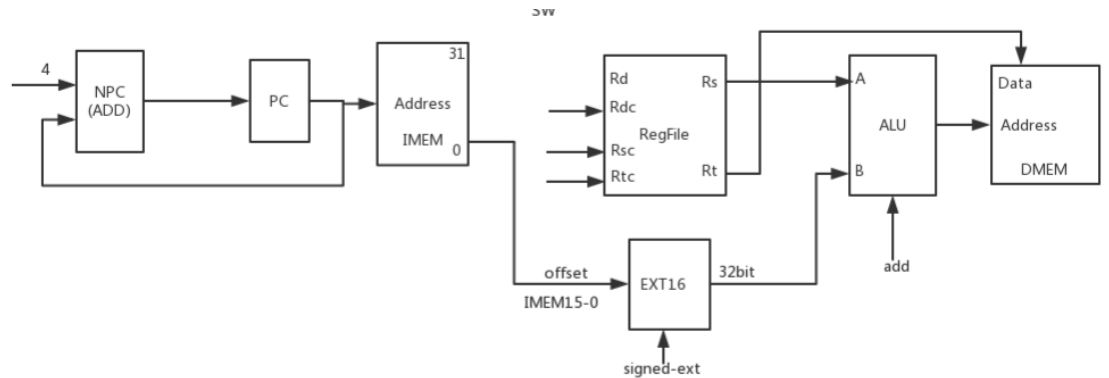 sw
4
NPC
(ADD)
PC
31
Address
IMEM
0
Rd
Rdc
Rsc
Rtc
RegFile
Rs
Rt
A
ALU
B
add
Data
Address
DMEM
offset
IMEM15-0
EXT16
32bit
signed-ext